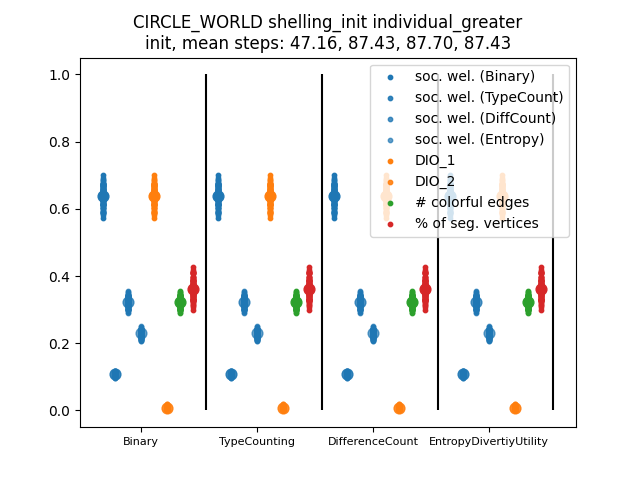 CIRCLE_WORLD shelling_init individual_greater
init, mean steps: 47.16, 87.43, 87.70, 87.43
soc. wel. (Binary)
soc. wel. (TypeCount)
soc. wel. (DiffCount)
soc. wel. (Entropy)
DIO_1
DIO_2
# colorful edges
% of seg. vertices
1.0
0.8
0.6
0.4
0.2
0.0
Binary
TypeCounting
DifferenceCount
EntropyDivertiyUtility